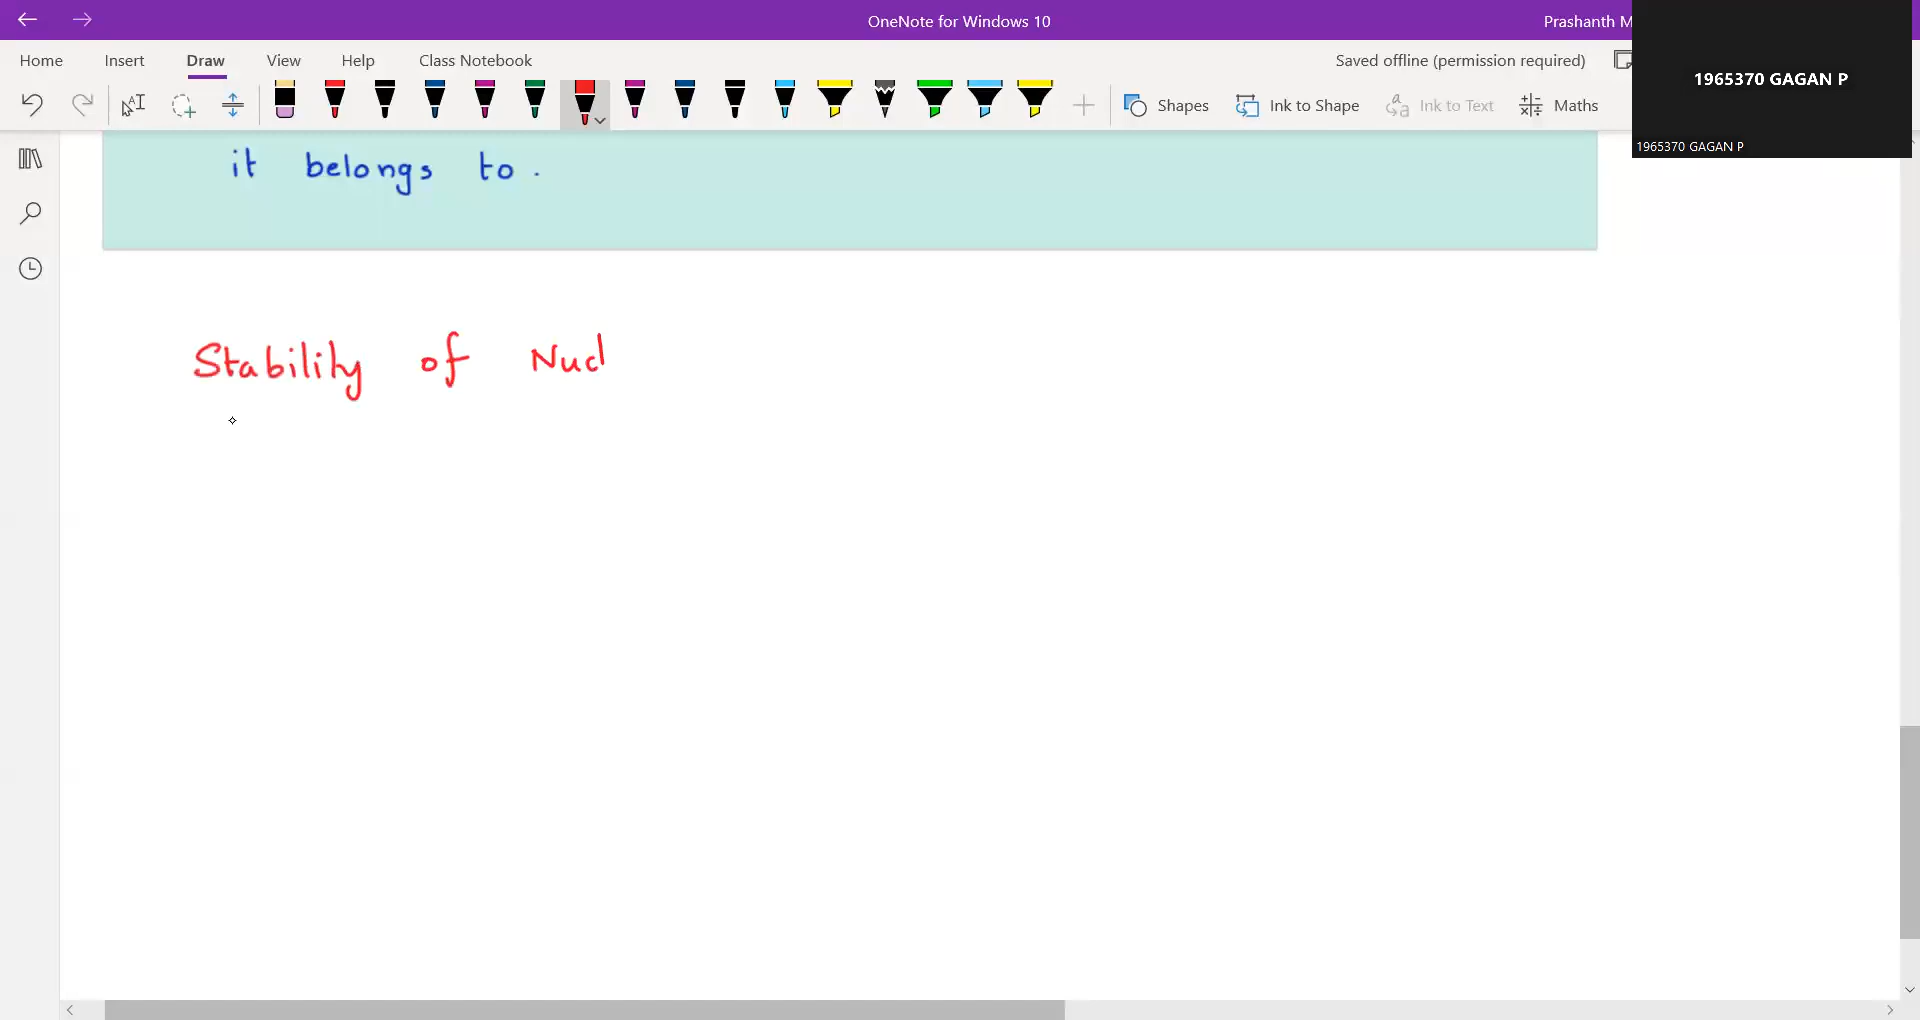 OneNote for Windows 10
Prashanth M
Home Insert Draw View Help Class Notebook
Saved offline (permission required)
Shapes Ink to Shape Ink to Text Maths
1965370 GAGAN P
1965370 GAGAN P
it belongs to.
Stability of Nucl